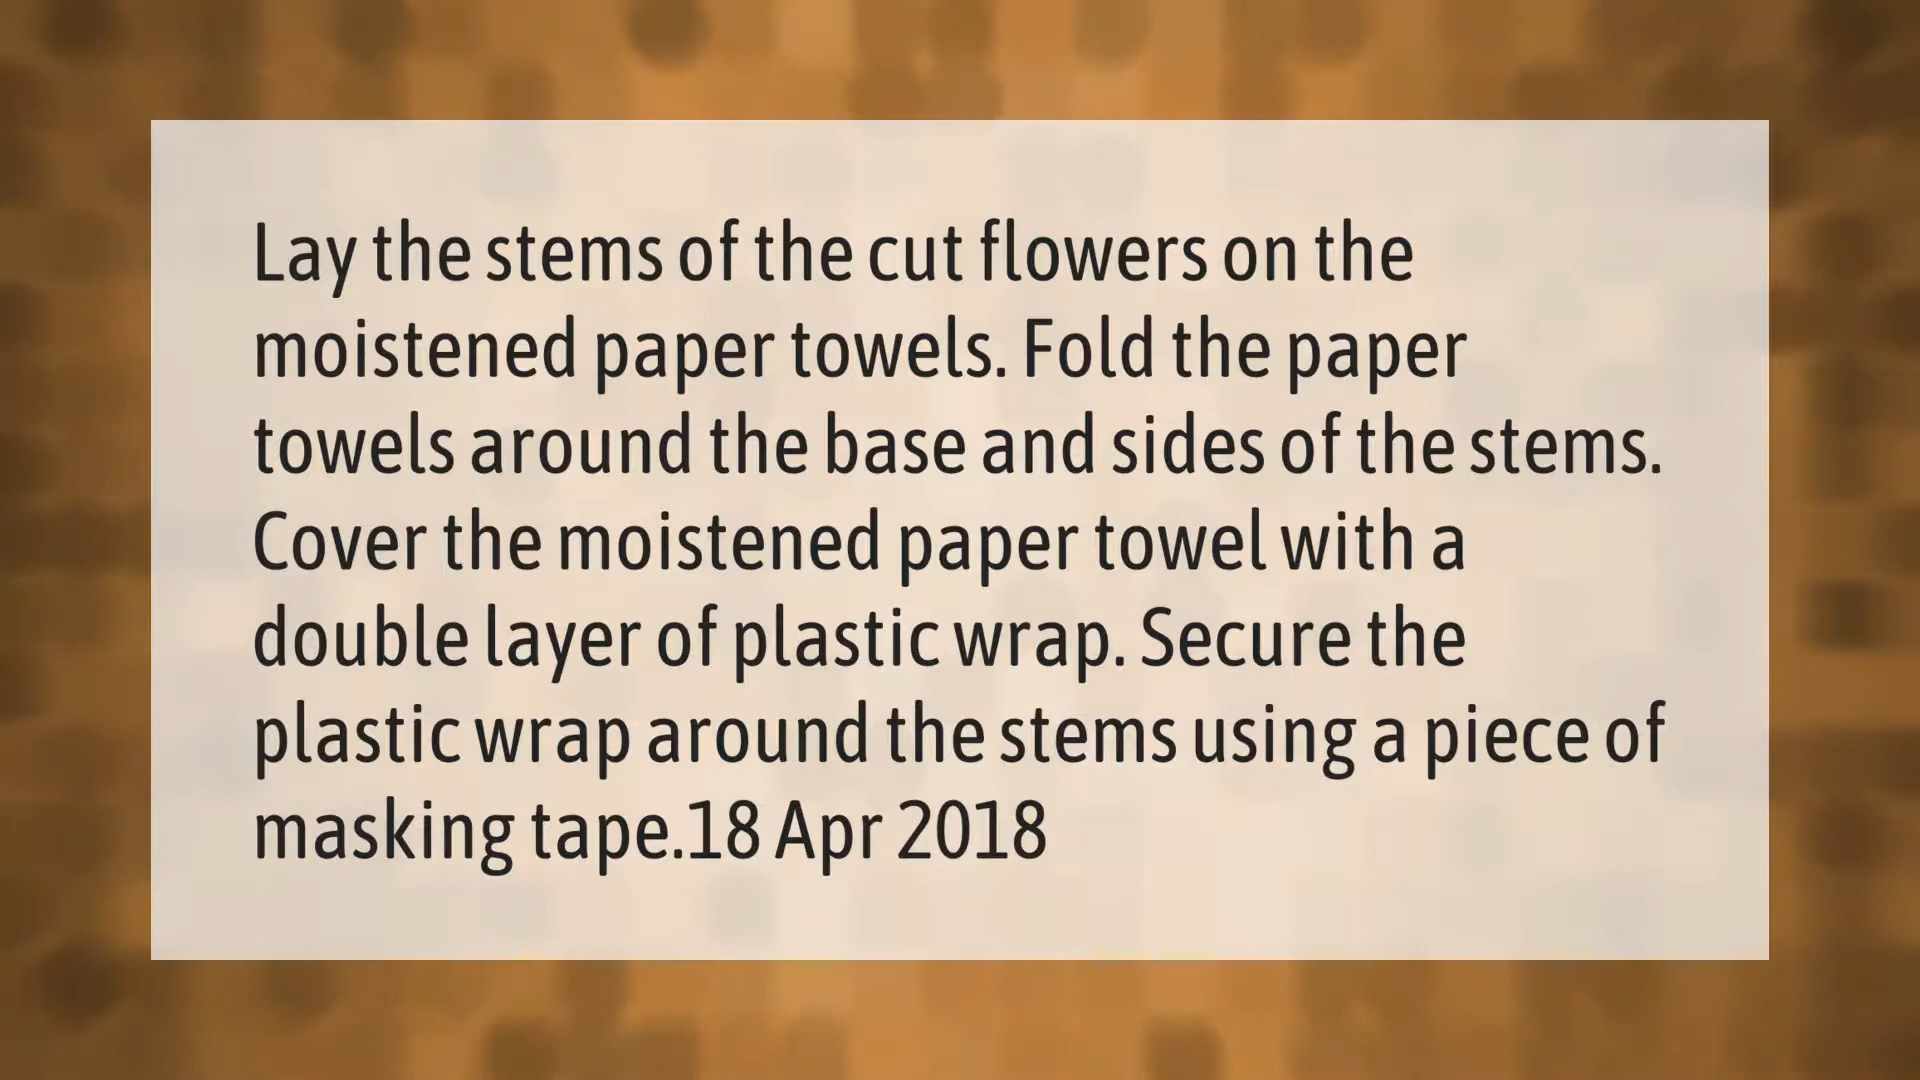 Lay the stems of the cut flowers on the
moistened paper towels. Fold the paper
towels around the base and sides of the stems.
Cover the moistened paper towel with a
double layer of plastic wrap. Secure the
plastic wrap around the stems using a piece of
masking tape.18 Apr 2018